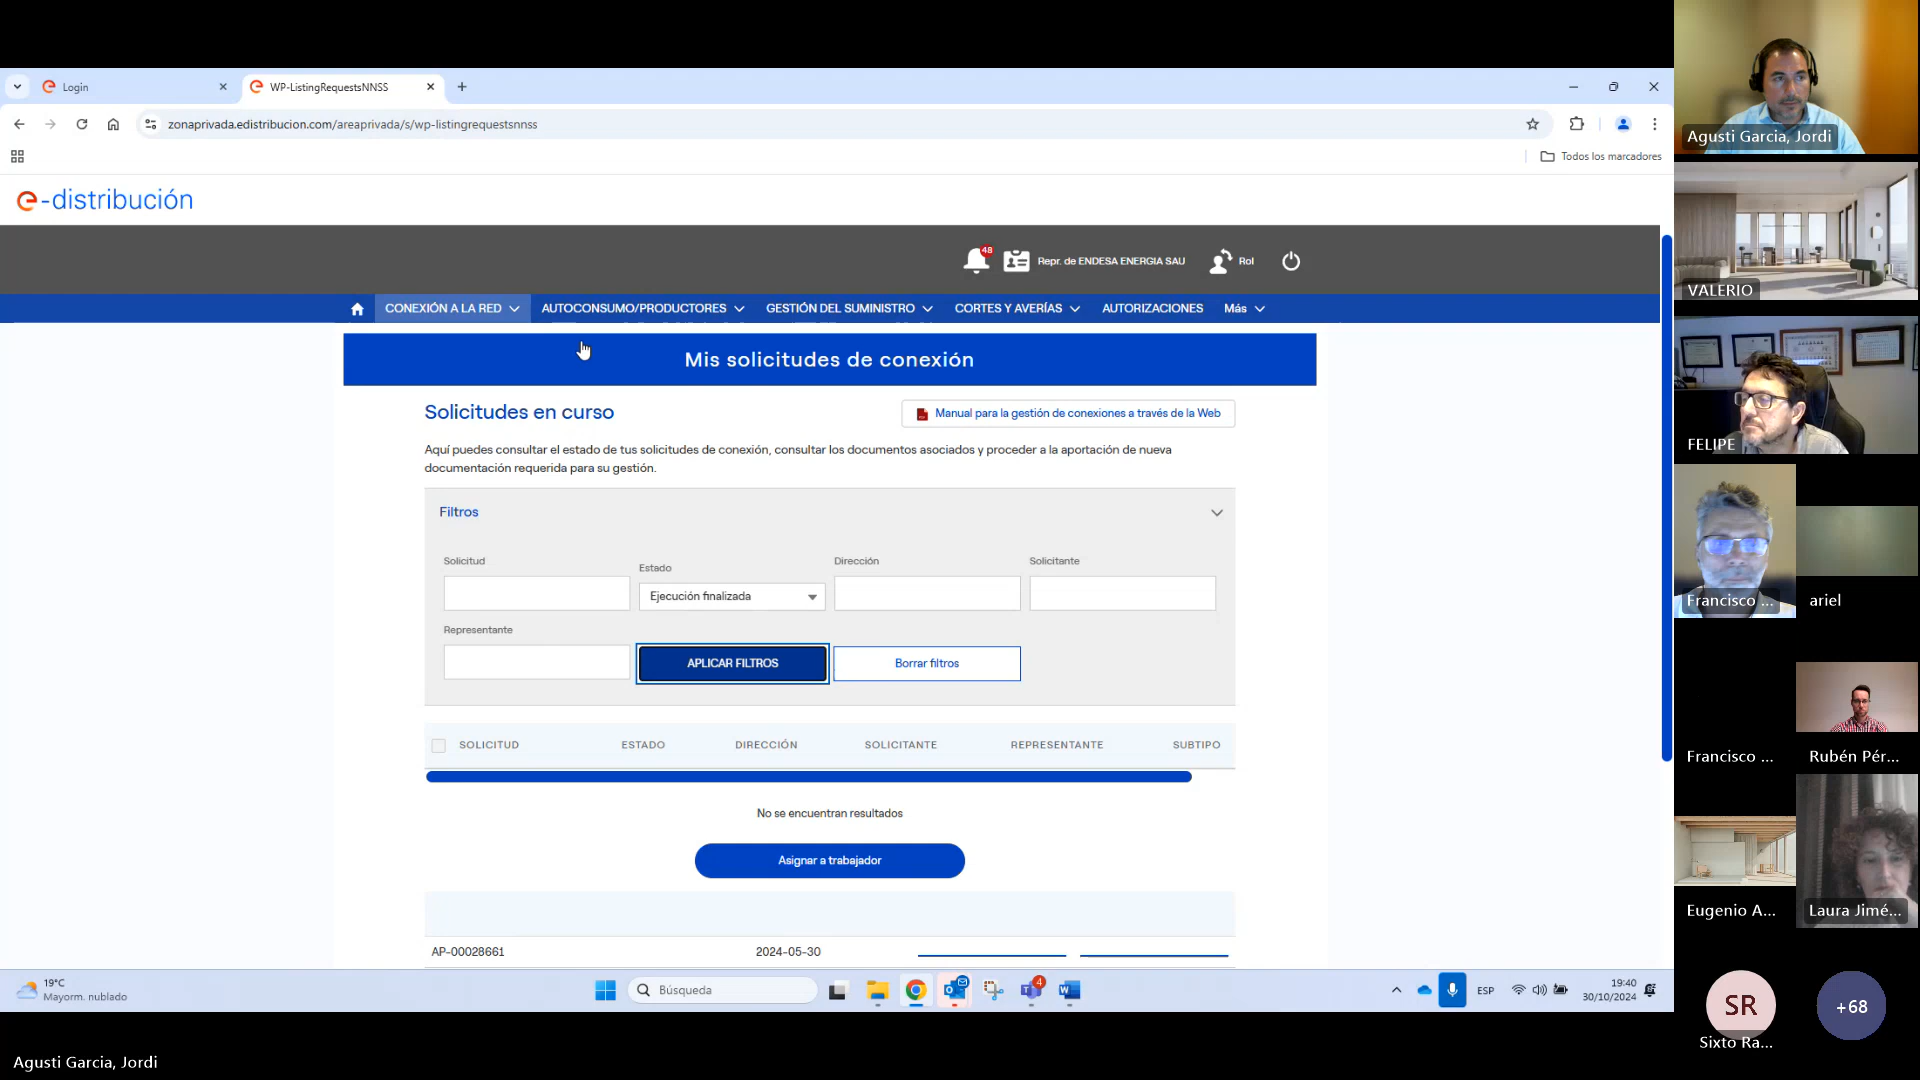 Login
WP-ListingRequestsNNSS
zonaprivada.edistribucion.com/areaprivada/s/wp-listingrequestsnnss
Todos los marcadores
e-distribución
48
Repr. de ENDESA ENERGIA SAU
Rol
CONEXIÓN A LA RED
AUTOCONSUMO/PRODUCTORES
GESTIÓN DEL SUMINISTRO
CORTES Y AVERÍAS
AUTORIZACIONES
Más
Mis solicitudes de conexión
Solicitudes en curso
Manual para la gestión de conexiones a través de la Web
Aquí puedes consultar el estado de tus solicitudes de conexión, consultar los documentos asociados y proceder a la aportación de nueva
documentación requerida para su gestión.
Filtros
Solicitud
Estado
Dirección
Solicitante
Ejecución finalizada
Representante
APLICAR FILTROS
Borrar filtros
SOLICITUD
ESTADO
DIRECCIÓN
SOLICITANTE
REPRESENTANTE
SUBTIPO
No se encuentran resultados
Asignar a trabajador
AP-00028661
2024-05-30
19°C
Mayorm. nublado
Búsqueda
4
ESP
19:40
30/10/2024
Agusti Garcia, Jordi
Agusti Garcia, Jordi
VALERIO
FELIPE
Francisco ...
ariel
Francisco ...
Rubén Pér...
Eugenio A...
Laura Jimé...
SR
Sixto Ra...
+68